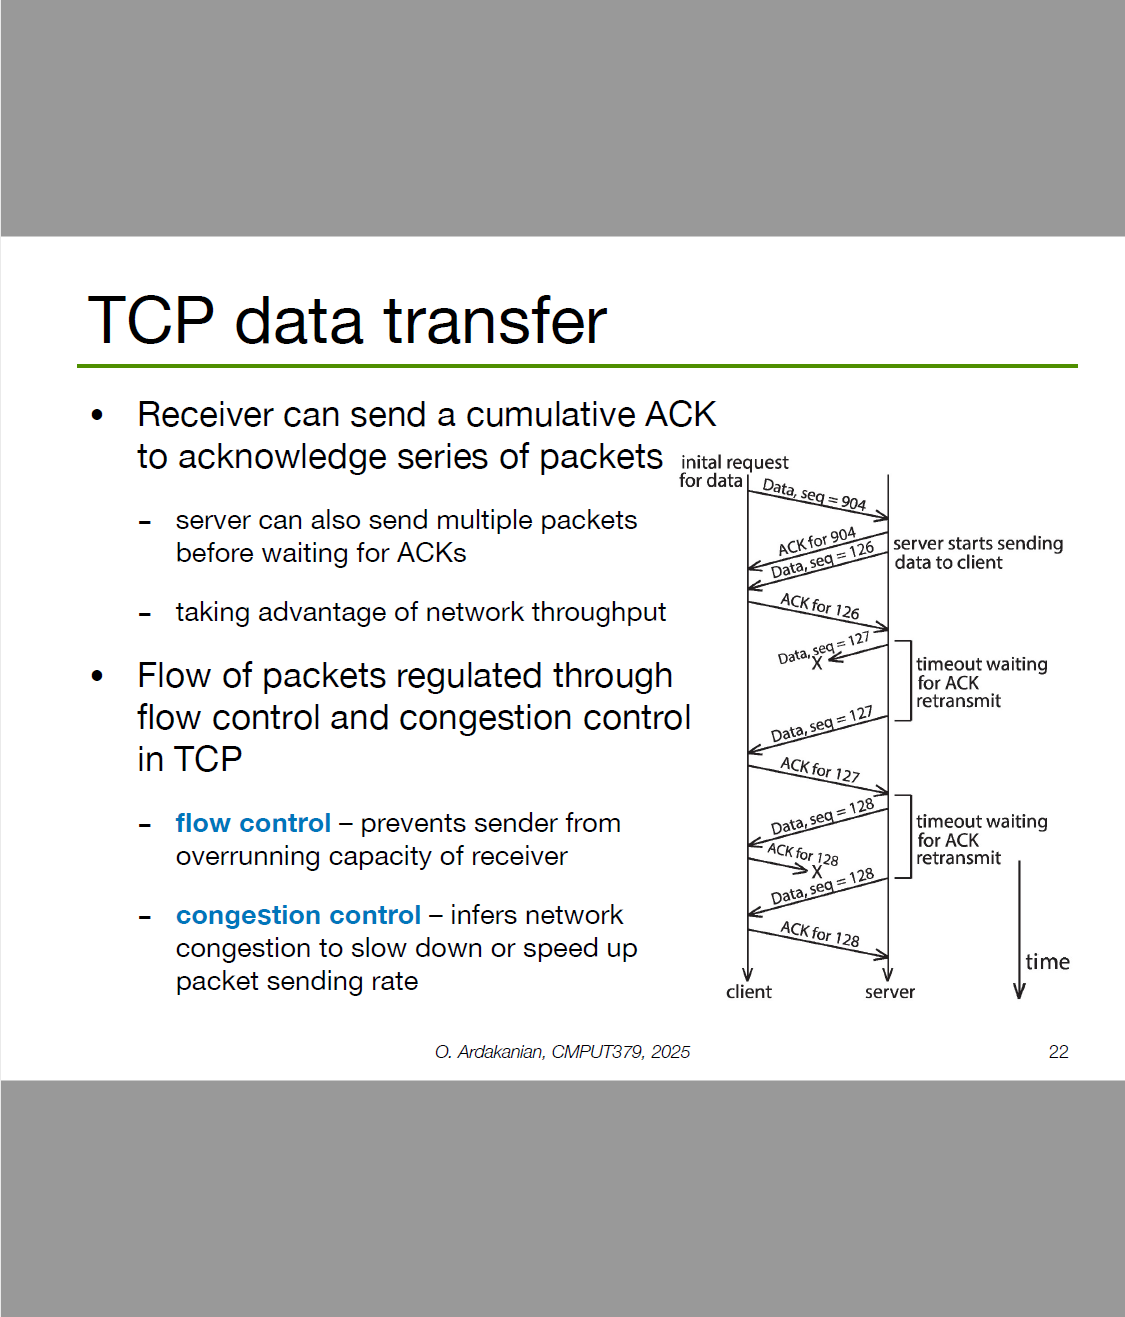 TCP data transfer
• Receiver can send a cumulative ACK
to acknowledge series of packets
– server can also send multiple packets
before waiting for ACKs
– taking advantage of network throughput
• Flow of packets regulated through
flow control and congestion control
in TCP
– flow control – prevents sender from
overrunning capacity of receiver
– congestion control – infers network
congestion to slow down or speed up
packet sending rate
inital request
for data
Data, seq = 904
ACK for 904
Data, seq = 126
server starts sending
data to client
ACK for 126
Data, seq = 127
X
timeout waiting
for ACK
retransmit
Data, seq = 127
ACK for 127
Data, seq = 128
timeout waiting
for ACK
retransmit
ACK for 128
X
Data, seq = 128
ACK for 128
time
client
server
O. Ardakanian, CMPUT379, 2025
22